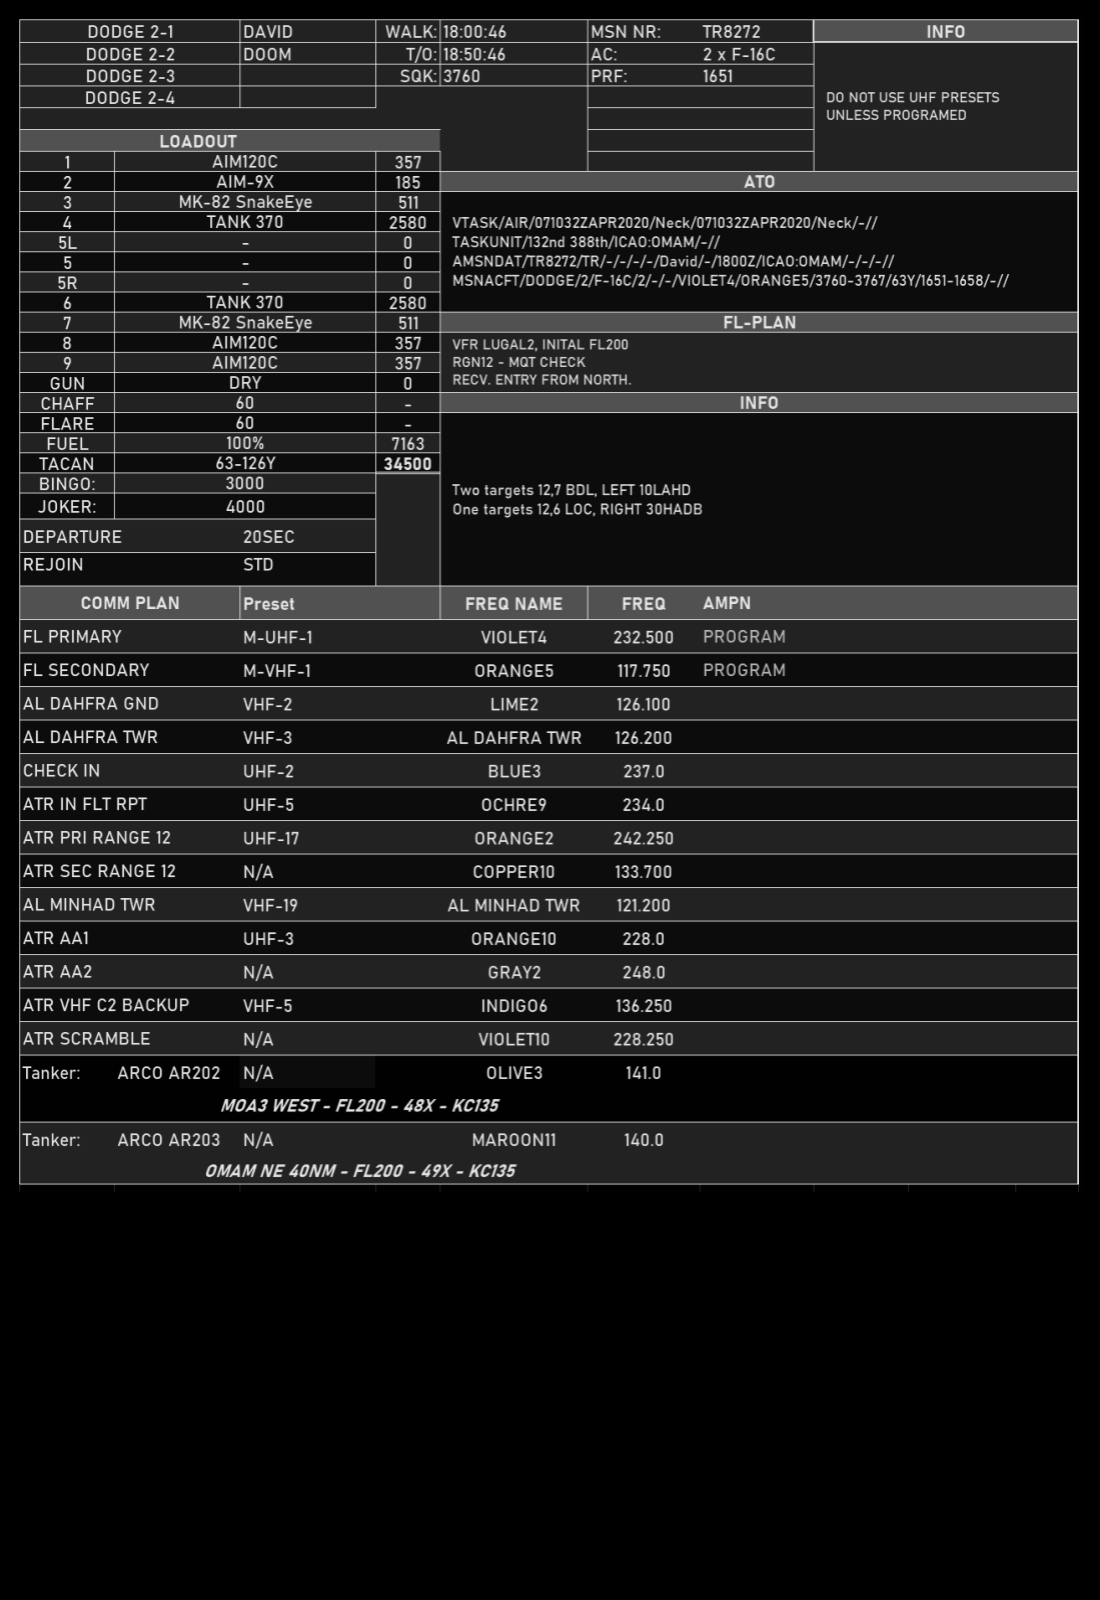 DODGE 2-1 DAVID WALK: 18:00:46 MSN NR: TR8272 INFO
DODGE 2-2 DOOM T/O: 18:50:46 AC: 2 x F-16C
DODGE 2-3 SQK: 3760 PRF: 1651
DODGE 2-4
DO NOT USE UHF PRESETS
UNLESS PROGRAMED
LOADOUT
1 AIM120C 357
2 AIM-9X 185
3 MK-82 SnakeEye 511
4 TANK 370 2580
5L - 0
5 - 0
5R - 0
6 TANK 370 2580
7 MK-82 SnakeEye 511
8 AIM120C 357
9 AIM120C 357
GUN DRY 0
CHAFF 60 -
FLARE 60 -
FUEL 100% 7163
TACAN 63-126Y 34500
BINGO: 3000
JOKER: 4000
DEPARTURE 20SEC
REJOIN STD
ATO
VTASK/AIR/071032ZAPR2020/Neck/071032ZAPR2020/Neck/-//
TASKUNIT/132nd 388th/ICAO:OMAM/-//
AMSNDAT/TR8272/TR/-/-/-/-/David/-/1800Z/ICAO:OMAM/-/-/-//
MSNACFT/DODGE/2/F-16C/2/-/-/VIOLET4/ORANGE5/3760-3767/63Y/1651-1658/-//
FL-PLAN
VFR LUGAL2, INITAL FL200
RGN12 - MQT CHECK
RECV. ENTRY FROM NORTH.
INFO
Two targets 12,7 BDL, LEFT 10LAHD
One targets 12,6 LOC, RIGHT 30HADB
COMM PLAN Preset FREQ NAME FREQ AMPN
FL PRIMARY M-UHF-1 VIOLET4 232.500 PROGRAM
FL SECONDARY M-VHF-1 ORANGE5 117.750 PROGRAM
AL DAHFRA GND VHF-2 LIME2 126.100
AL DAHFRA TWR VHF-3 AL DAHFRA TWR 126.200
CHECK IN UHF-2 BLUE3 237.0
ATR IN FLT RPT UHF-5 OCHRE9 234.0
ATR PRI RANGE 12 UHF-17 ORANGE2 242.250
ATR SEC RANGE 12 N/A COPPER10 133.700
AL MINHAD TWR VHF-19 AL MINHAD TWR 121.200
ATR AA1 UHF-3 ORANGE10 228.0
ATR AA2 N/A GRAY2 248.0
ATR VHF C2 BACKUP VHF-5 INDIGO6 136.250
ATR SCRAMBLE N/A VIOLET10 228.250
Tanker: ARCO AR202 N/A OLIVE3 141.0
MOA3 WEST - FL200 - 48X - KC135
Tanker: ARCO AR203 N/A MAROON11 140.0
OMAM NE 40NM - FL200 - 49X - KC135